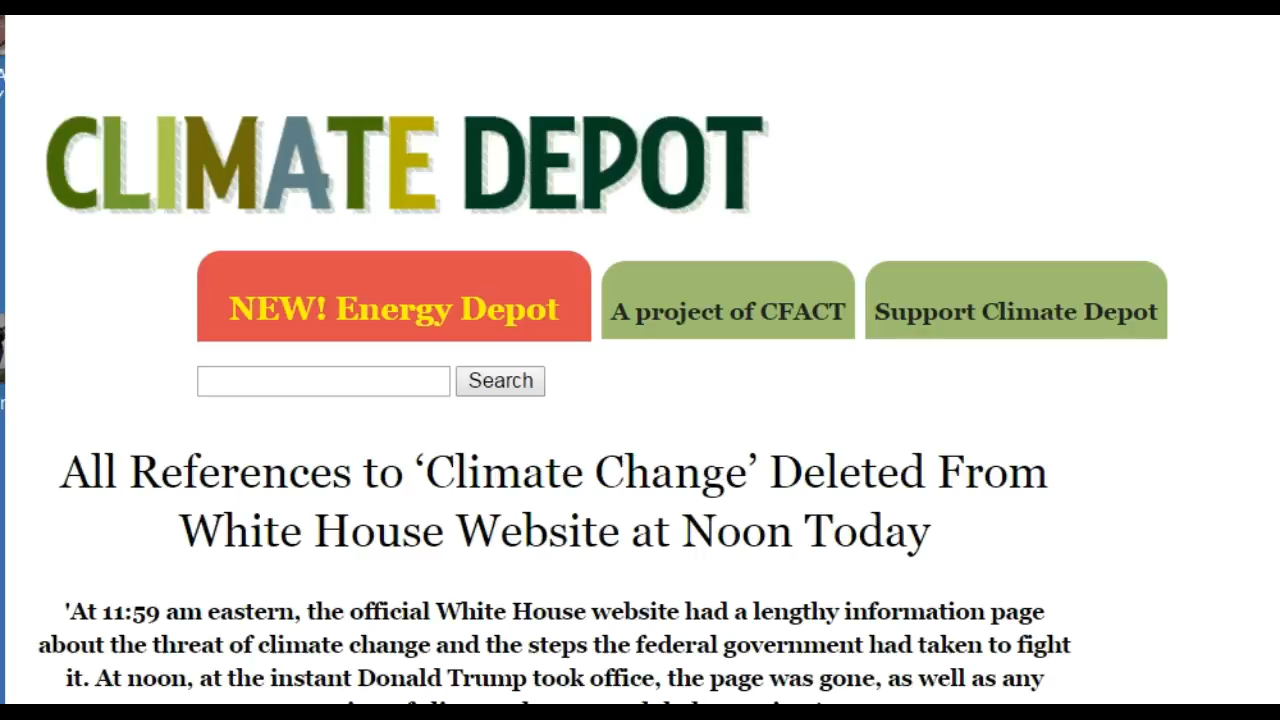 CLIMATE DEPOT
NEW! Energy Depot
A project of CFACT
Support Climate Depot
Search
All References to ‘Climate Change’ Deleted From
White House Website at Noon Today
'At 11:59 am eastern, the official White House website had a lengthy information page
about the threat of climate change and the steps the federal government had taken to fight
it. At noon, at the instant Donald Trump took office, the page was gone, as well as any